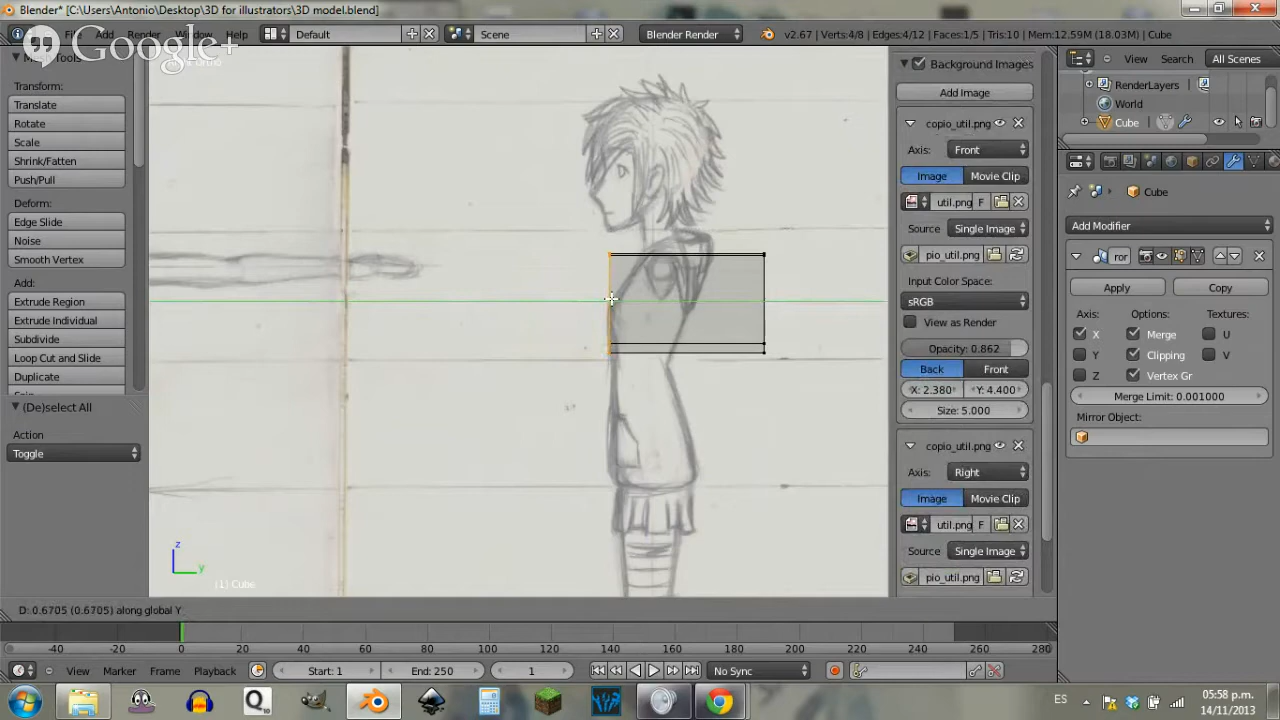 Blender* [C:\Users\Antonio\Desktop\3D for illustrators\3D model.blend]
Google+
File Add Render Window Help
Default
Scene
Blender Render
v2.67 | Verts:4/8 | Edges:4/12 | Faces:1/5 | Tris:10 | Mem:12.59M (18.03M) | Cube
Mesh Tools
Transform:
Translate
Rotate
Scale
Shrink/Fatten
Push/Pull
Deform:
Edge Slide
Noise
Smooth Vertex
Add:
Extrude Region
Extrude Individual
Subdivide
Loop Cut and Slide
Duplicate
(De)select All
Action
Toggle
z
y
(1) Cube
D: 0.6705 (0.6705) along global Y
Background Images
Add Image
copio_util.png
Axis: Front
Image Movie Clip
util.png F
Source Single Image
pio_util.png
Input Color Space:
sRGB
View as Render
Opacity: 0.862
Back Front
X: 2.380 Y: 4.400
Size: 5.000
copio_util.png
Axis: Right
Image Movie Clip
util.png F
Source Single Image
pio_util.png
View Search All Scenes
RenderLayers
World
Cube
Cube
Add Modifier
ror
Apply Copy
Axis: Options: Textures:
X Merge U
Y Clipping V
Z Vertex Gr
Merge Limit: 0.001000
Mirror Object:
-40 -20 0 20 40 60 80 100 120 140 160 180 200 220 240 260 280
View Marker Frame Playback Start: 1 End: 250 1 No Sync
Q
ES
05:58 p.m.
14/11/2013